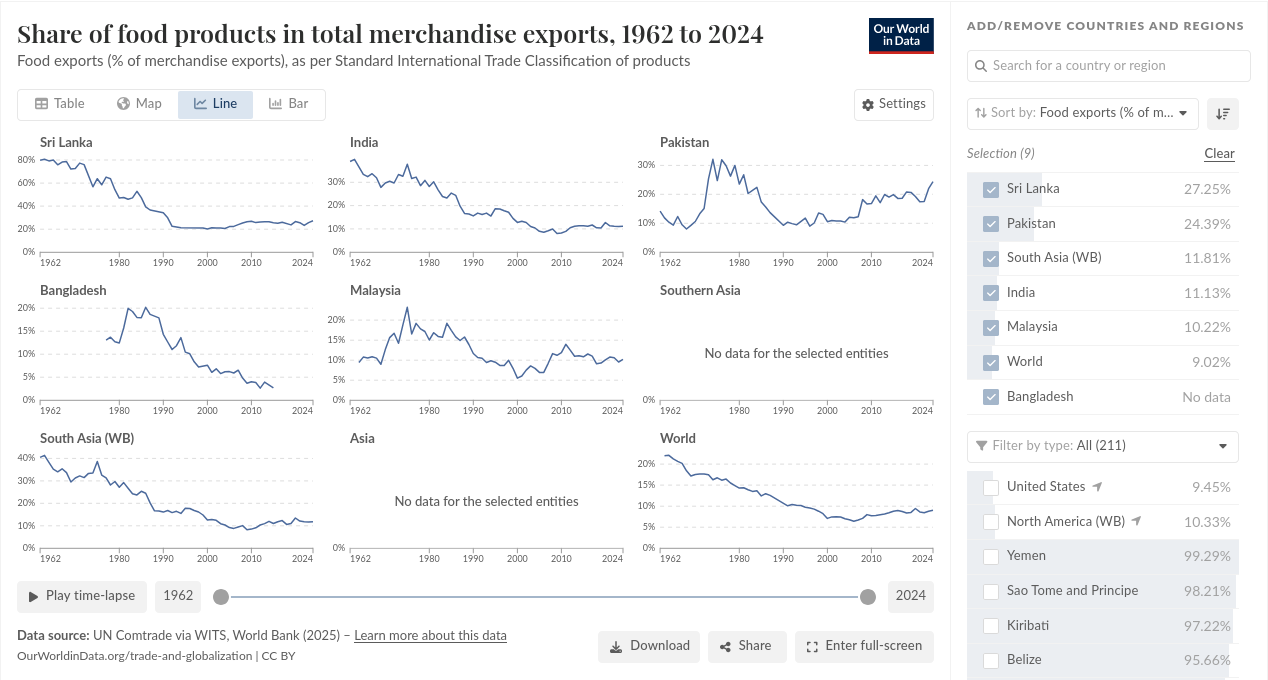 Share of food products in total merchandise exports, 1962 to 2024
Food exports (% of merchandise exports), as per Standard International Trade Classification of products
Our World
in Data
Table Map Line Bar
Settings
Sri Lanka
80%
60%
40%
20%
0%
1962 1980 1990 2000 2010 2024
India
30%
20%
10%
0%
1962 1980 1990 2000 2010 2024
Pakistan
30%
20%
10%
0%
1962 1980 1990 2000 2010 2024
Bangladesh
20%
15%
10%
5%
0%
1962 1980 1990 2000 2010 2024
Malaysia
20%
15%
10%
5%
0%
1962 1980 1990 2000 2010 2024
Southern Asia
No data for the selected entities
0%
1962 1980 1990 2000 2010 2024
South Asia (WB)
40%
30%
20%
10%
0%
1962 1980 1990 2000 2010 2024
Asia
No data for the selected entities
0%
1962 1980 1990 2000 2010 2024
World
20%
15%
10%
5%
0%
1962 1980 1990 2000 2010 2024
Play time-lapse 1962 2024
Data source: UN Comtrade via WITS, World Bank (2025) – Learn more about this data
OurWorldinData.org/trade-and-globalization | CC BY
Download Share Enter full-screen
ADD/REMOVE COUNTRIES AND REGIONS
Search for a country or region
Sort by: Food exports (% of m...
Selection (9) Clear
Sri Lanka 27.25%
Pakistan 24.39%
South Asia (WB) 11.81%
India 11.13%
Malaysia 10.22%
World 9.02%
Bangladesh No data
Filter by type: All (211)
United States 9.45%
North America (WB) 10.33%
Yemen 99.29%
Sao Tome and Principe 98.21%
Kiribati 97.22%
Belize 95.66%